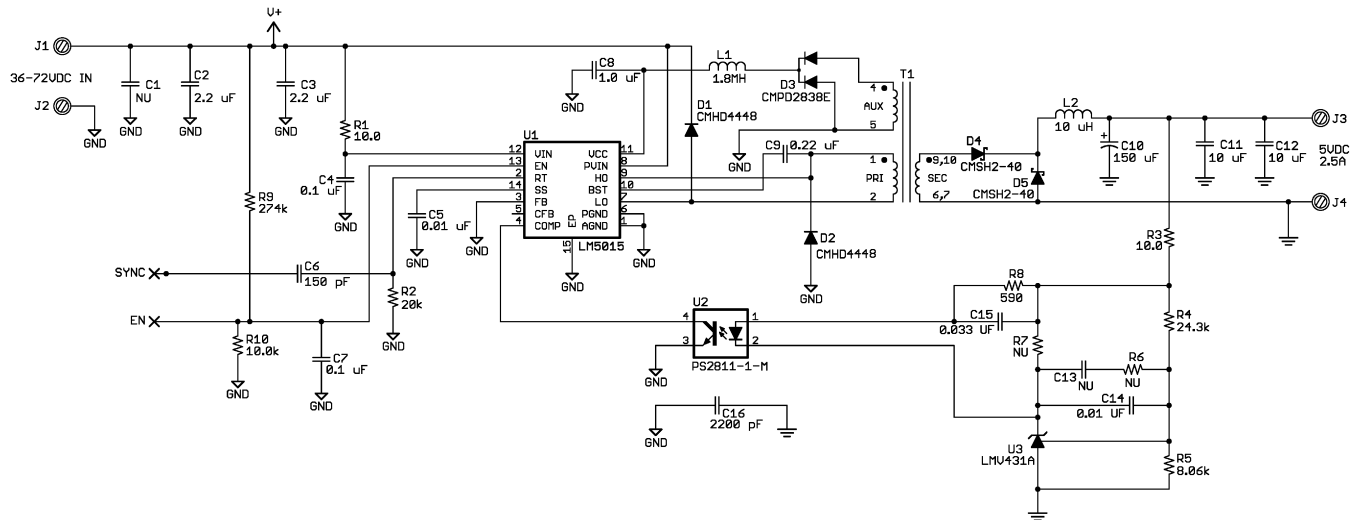 V+
J1
36-72VDC IN
J2
GND
C1
NU
GND
C2
2.2 uF
GND
C3
2.2 uF
GND
R1
10.0
C4
0.1 uF
GND
R9
274k
C5
0.01 uF
GND
GND
U1
12 VIN VCC 11
13 EN PVIN 8
2 RT HO 9
14 SS BST 10
3 FB LO 7
5 CFB PGND 6
4 COMP AGND 1
EP
15
LM5015
GND
GND
C8
1.0 uF
GND
L1
1.8MH
D3
CMPD2838E
GND
D1
CMHD4448
C9 0.22 uF
D2
CMHD4448
GND
T1
4
AUX
5
1
PRI
2
9,10
SEC
6,7
D4
CMSH2-40
D5
CMSH2-40
L2
10 uH
+
C10
150 uF
C11
10 uF
C12
10 uF
J3
5VDC
2.5A
J4
SYNC
C6
150 pF
R2
20k
GND
EN
R10
10.0k
GND
C7
0.1 uF
GND
U2
4
3
1
2
PS2811-1-M
GND
C16
2200 pF
GND
R3
10.0
R8
590
C15
0.033 UF
R7
NU
R4
24.3k
C13
NU
R6
NU
C14
0.01 UF
U3
LMV431A
R5
8.06k